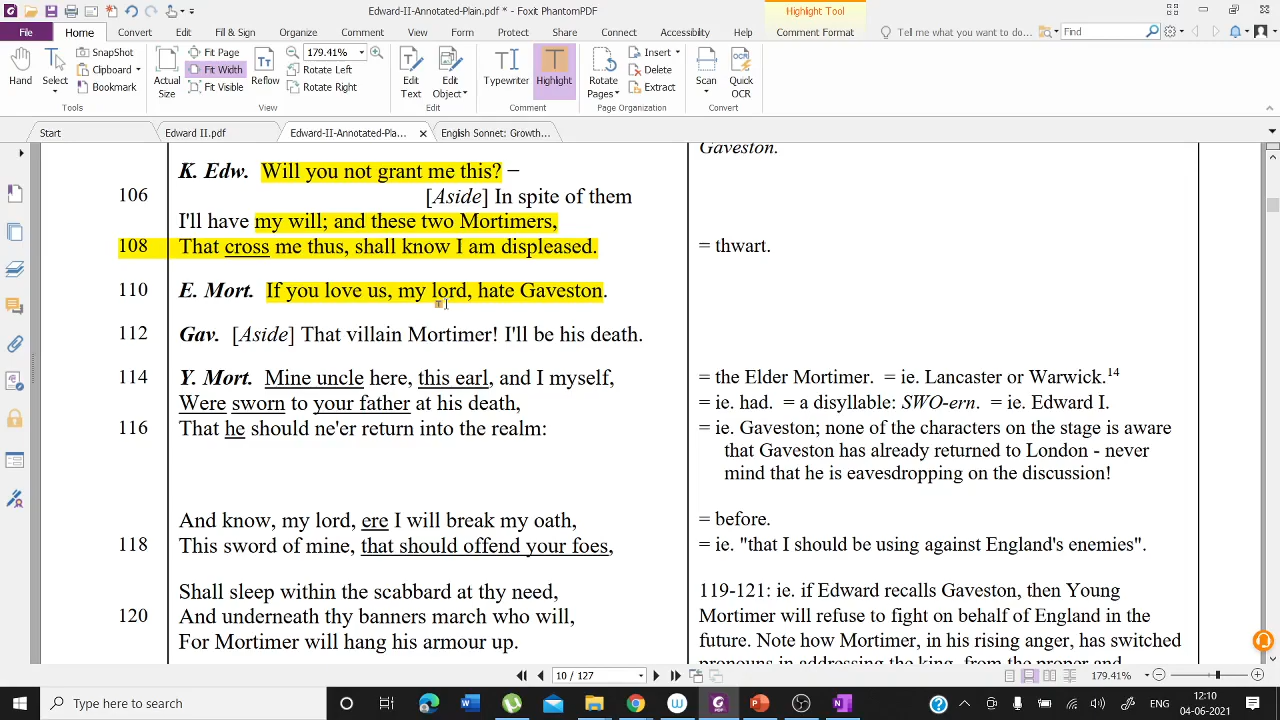 Edward-II-Annotated-Plain.pdf * - Foxit PhantomPDF
Highlight Tool
File Home Convert Edit Fill & Sign Organize Comment View Form Protect Share Connect Accessibility Help Comment Format Tell me what you want to do... Find
Hand
Select
SnapShot
Clipboard
Bookmark
Tools
Actual Size
Fit Page
Fit Width
Fit Visible
Reflow
179.41%
Rotate Left
Rotate Right
View
Edit Text
Edit Object
Edit
Typewriter
Highlight
Comment
Rotate Pages
Insert
Delete
Extract
Page Organization
Scan
Quick OCR
Convert
Start Edward II.pdf Edward-II-Annotated-Pla... English Sonnet: Growth...
Gaveston.
K. Edw. Will you not grant me this? −
106 [Aside] In spite of them
I'll have my will; and these two Mortimers,
108 That cross me thus, shall know I am displeased. = thwart.
110 E. Mort. If you love us, my lord, hate Gaveston.
112 Gav. [Aside] That villain Mortimer! I'll be his death.
114 Y. Mort. Mine uncle here, this earl, and I myself, = the Elder Mortimer. = ie. Lancaster or Warwick.14
Were sworn to your father at his death, = ie. had. = a disyllable: SWO-ern. = ie. Edward I.
116 That he should ne'er return into the realm: = ie. Gaveston; none of the characters on the stage is aware
that Gaveston has already returned to London - never
mind that he is eavesdropping on the discussion!
And know, my lord, ere I will break my oath, = before.
118 This sword of mine, that should offend your foes, = ie. "that I should be using against England's enemies".
Shall sleep within the scabbard at thy need, 119-121: ie. if Edward recalls Gaveston, then Young
120 And underneath thy banners march who will, Mortimer will refuse to fight on behalf of England in the
For Mortimer will hang his armour up. future. Note how Mortimer, in his rising anger, has switched
pronouns in addressing the king, from the proper and
10 / 127 179.41%
Type here to search ENG 12:10
04-06-2021